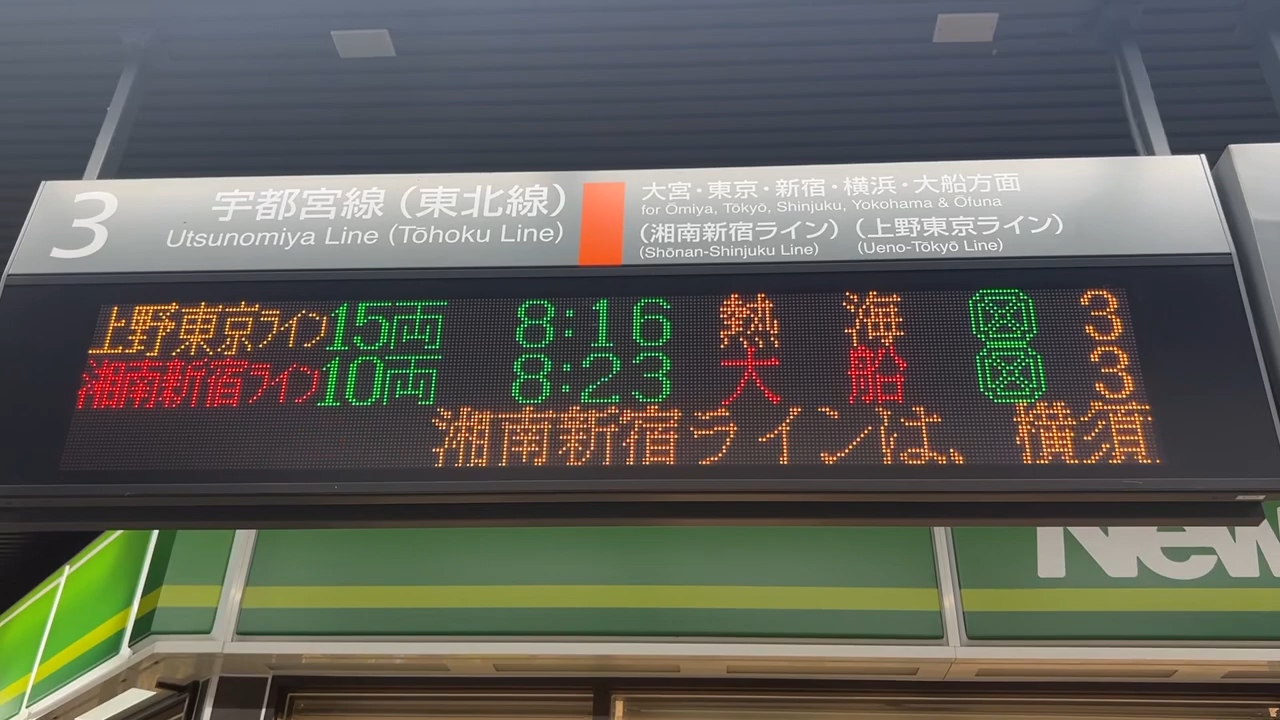 3 宇都宮線(東北線) 大宮・東京・新宿・横浜・大船方面
Utsunomiya Line (Tōhoku Line) for Ōmiya, Tōkyō, Shinjuku, Yokohama & Ōfuna
(湘南新宿ライン) (上野東京ライン)
(Shōnan-Shinjuku Line) (Ueno-Tōkyō Line)
上野東京ライン 15両 8:16 熱海 図 3
湘南新宿ライン 10両 8:23 大船 図 3
湘南新宿ラインは、横須
New